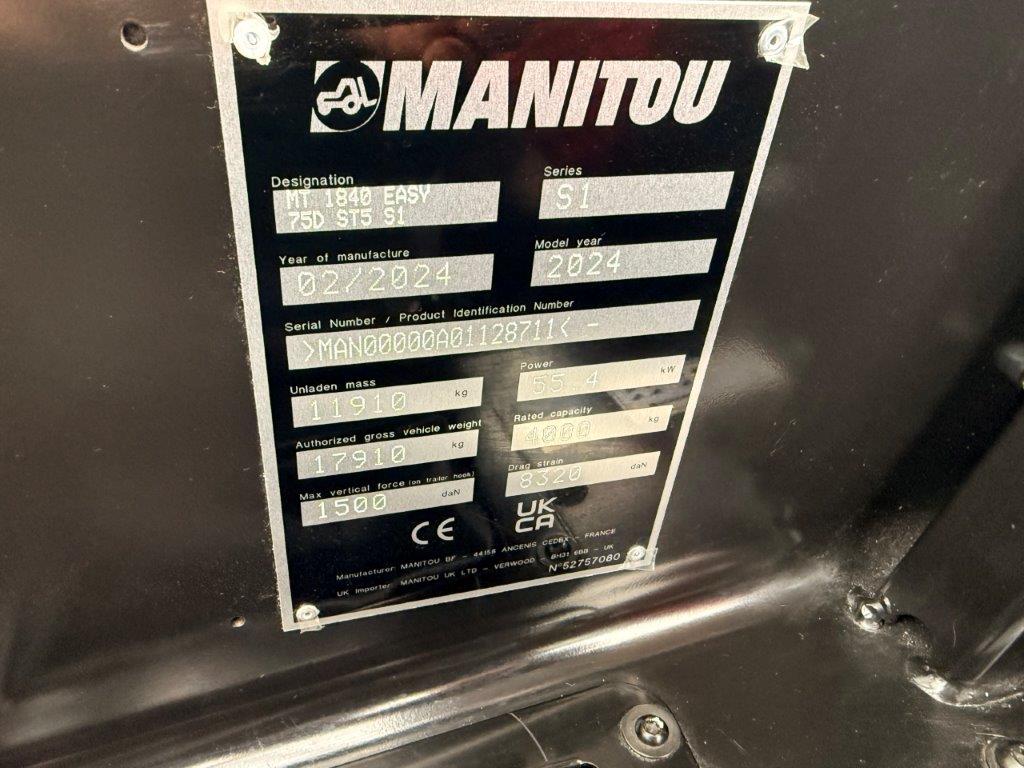 MANITOU
Designation
MT 1840 EASY
75D ST5 S1
Series
S1
Year of manufacture
02/2024
Model year
2024
Serial Number / Product Identification Number
>MAN00000A01128711< -
Unladen mass
11910 kg
Power
55.4 kW
Authorized gross vehicle weight
17910 kg
Rated capacity
4000 kg
Max vertical force (on trailer hook)
1500 daN
Drag strain
8320 daN
CE
UK
CA
Manufacturer: MANITOU BF - 44158 ANCENIS CEDEX - FRANCE
UK Importer: MANITOU UK LTD - VERWOOD - BH31 6BB - UK
N°52757080